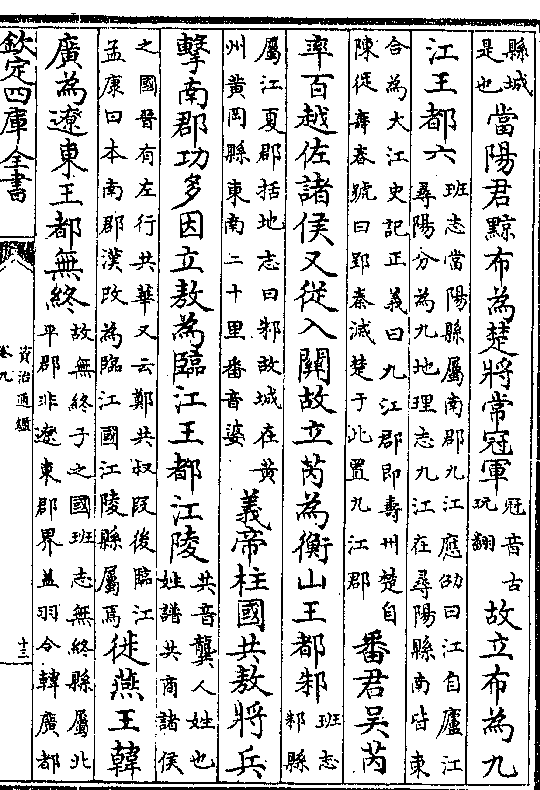 縣城是也當陽君黥布為楚將常冠軍冠音古玩翻故立布為九
江王都六班志當陽縣屬南郡九江應劭曰江自廬江尋陽分為九地理志九江在尋陽縣南皆東
合為大江史記正義曰九江郡即壽州楚自陳徙壽春號曰郢秦滅楚于此置九江郡番君吳芮
率百越佐諸侯又從入關故立芮為衡山王都邾班志邾縣
屬江夏郡括地志曰邾故城在黄州黄岡縣東南二十里番音婆義帝柱國共敖將兵
擊南郡功多因立敖為臨江王都江陵共音龔人姓也姓譜共商諸侯
之國晉有左行共華又云鄭共叔段後臨江孟康曰本南郡漢改為臨江國江陵縣屬焉徙燕王韓
廣為遼東王都無終故無終子之國班志無終縣屬北平郡非遼東郡界蓋羽令韓廣都
欽定四庫全書
資治通鑑
卷九
十三